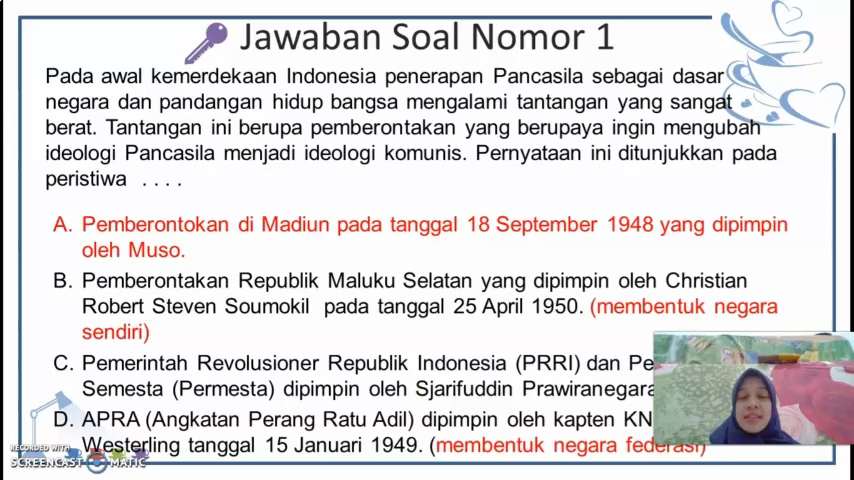 Jawaban Soal Nomor 1
Pada awal kemerdekaan Indonesia penerapan Pancasila sebagai dasar
negara dan pandangan hidup bangsa mengalami tantangan yang sangat
berat. Tantangan ini berupa pemberontakan yang berupaya ingin mengubah
ideologi Pancasila menjadi ideologi komunis. Pernyataan ini ditunjukkan pada
peristiwa . . . .
A. Pemberontokan di Madiun pada tanggal 18 September 1948 yang dipimpin
oleh Muso.
B. Pemberontakan Republik Maluku Selatan yang dipimpin oleh Christian
Robert Steven Soumokil pada tanggal 25 April 1950. (membentuk negara
sendiri)
C. Pemerintah Revolusioner Republik Indonesia (PRRI) dan
Semesta (Permesta) dipimpin oleh Sjarifuddin Prawiranegara
D. APRA (Angkatan Perang Ratu Adil) dipimpin oleh kapten KN
Westerling tanggal 15 Januari 1949. (membentuk negara federasi)
RECORDED WITH
SCREENCAST MATIC